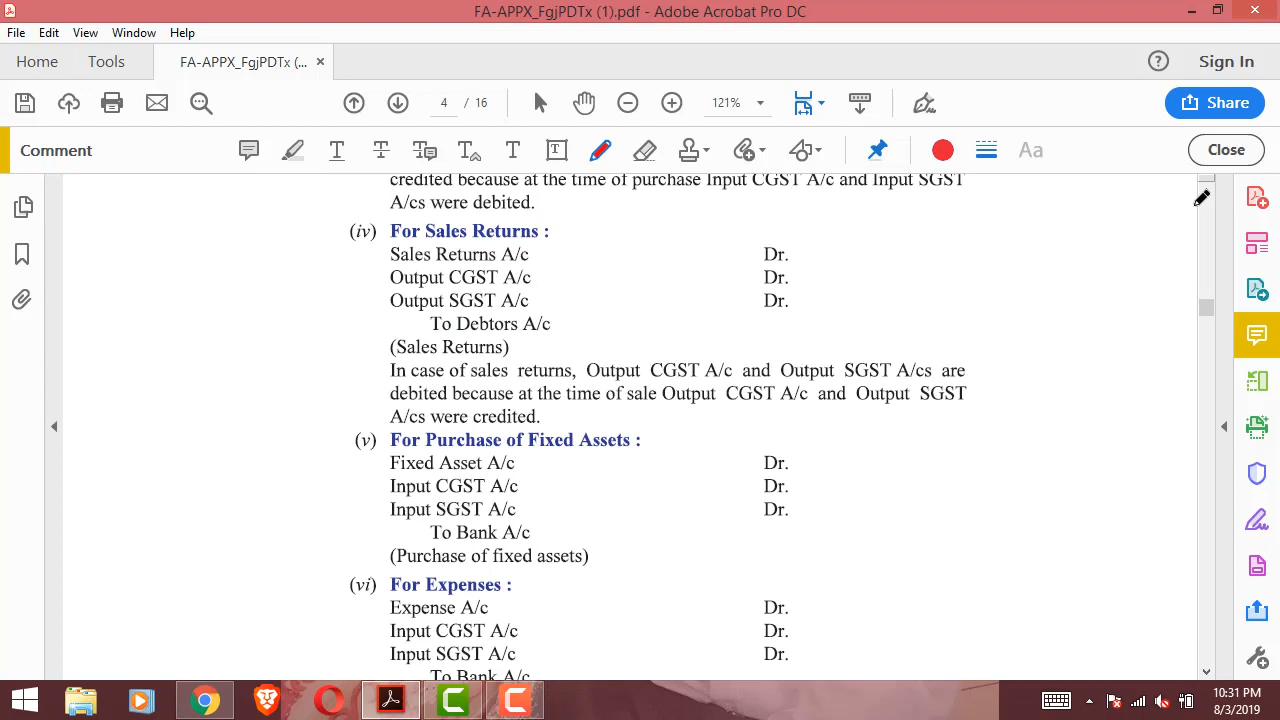 FA-APPX_FgjPDTx (1).pdf - Adobe Acrobat Pro DC
File Edit View Window Help
Home Tools FA-APPX_FgjPDTx (... × Sign In
4 / 16 121% Share
Comment Aa Close
credited because at the time of purchase Input CGST A/c and Input SGST
A/cs were debited.
(iv) For Sales Returns :
Sales Returns A/c Dr.
Output CGST A/c Dr.
Output SGST A/c Dr.
To Debtors A/c
(Sales Returns)
In case of sales returns, Output CGST A/c and Output SGST A/cs are
debited because at the time of sale Output CGST A/c and Output SGST
A/cs were credited.
(v) For Purchase of Fixed Assets :
Fixed Asset A/c Dr.
Input CGST A/c Dr.
Input SGST A/c Dr.
To Bank A/c
(Purchase of fixed assets)
(vi) For Expenses :
Expense A/c Dr.
Input CGST A/c Dr.
Input SGST A/c Dr.
To Bank A/c
10:31 PM
8/3/2019